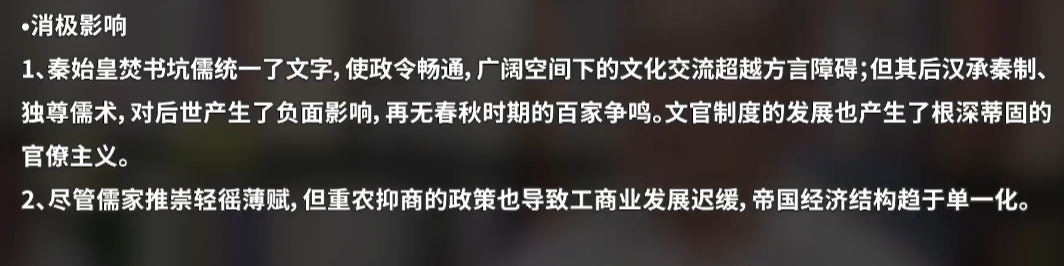 •消极影响
1、秦始皇焚书坑儒统一了文字，使政令畅通，广阔空间下的文化交流超越方言障碍；但其后汉承秦制、
独尊儒术，对后世产生了负面影响，再无春秋时期的百家争鸣。文官制度的发展也产生了根深蒂固的
官僚主义。
2、尽管儒家推崇轻徭薄赋，但重农抑商的政策也导致工商业发展迟缓，帝国经济结构趋于单一化。